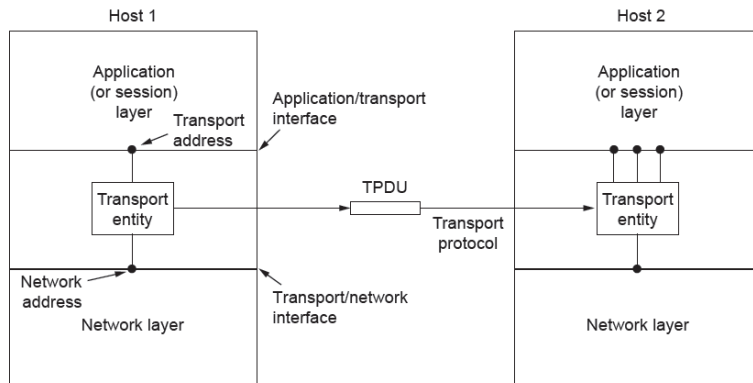 Host 1
Host 2
Application
(or session)
layer
Transport
address
Application/transport
interface
Application
(or session)
layer
Transport
entity
TPDU
Transport
protocol
Transport
entity
Network
address
Transport/network
interface
Network layer
Network layer